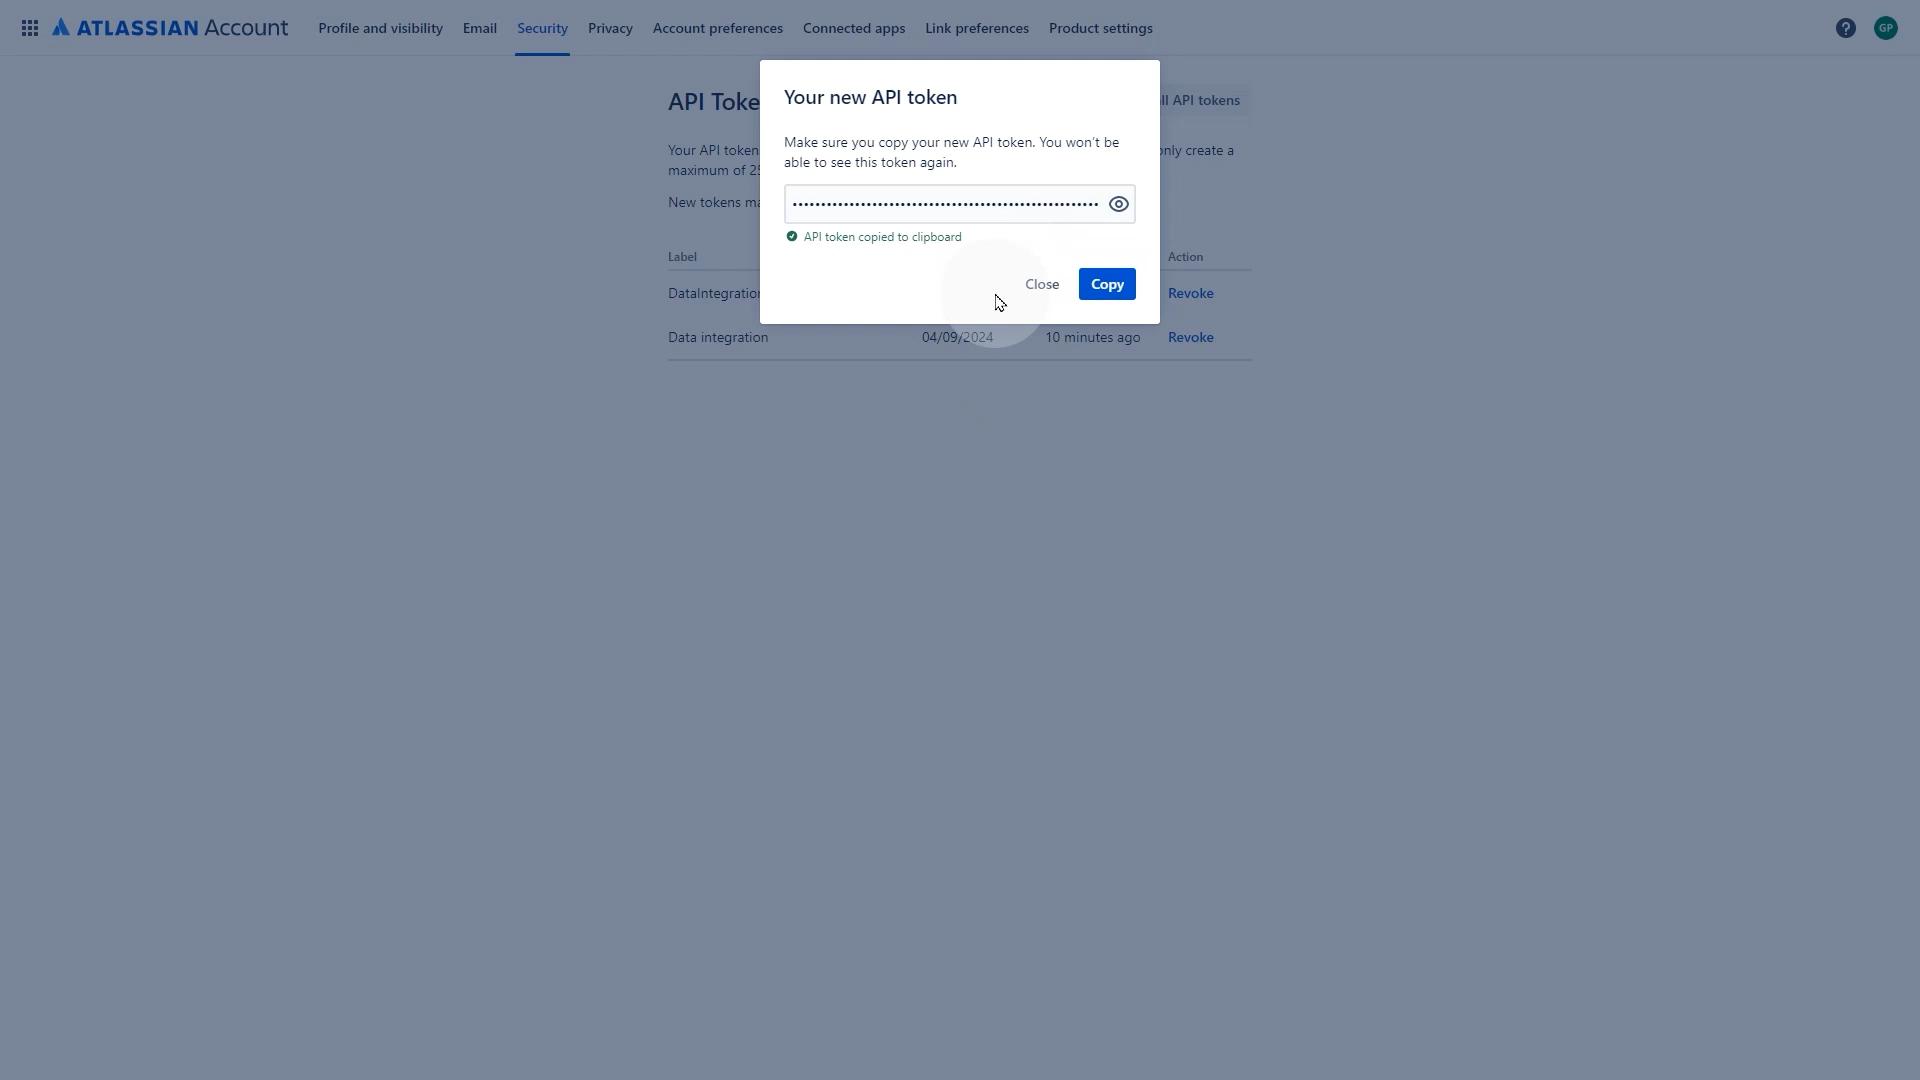 ATLASSIAN Account Profile and visibility Email Security Privacy Account preferences Connected apps Link preferences Product settings ? GP
Your new API token
API Toke
ll API tokens
Make sure you copy your new API token. You won't be
able to see this token again.
Your API token
only create a
maximum of 25
New tokens ma
API token copied to clipboard
Label Action
Close Copy
DataIntegration Revoke
Data integration 04/09/2024 10 minutes ago Revoke